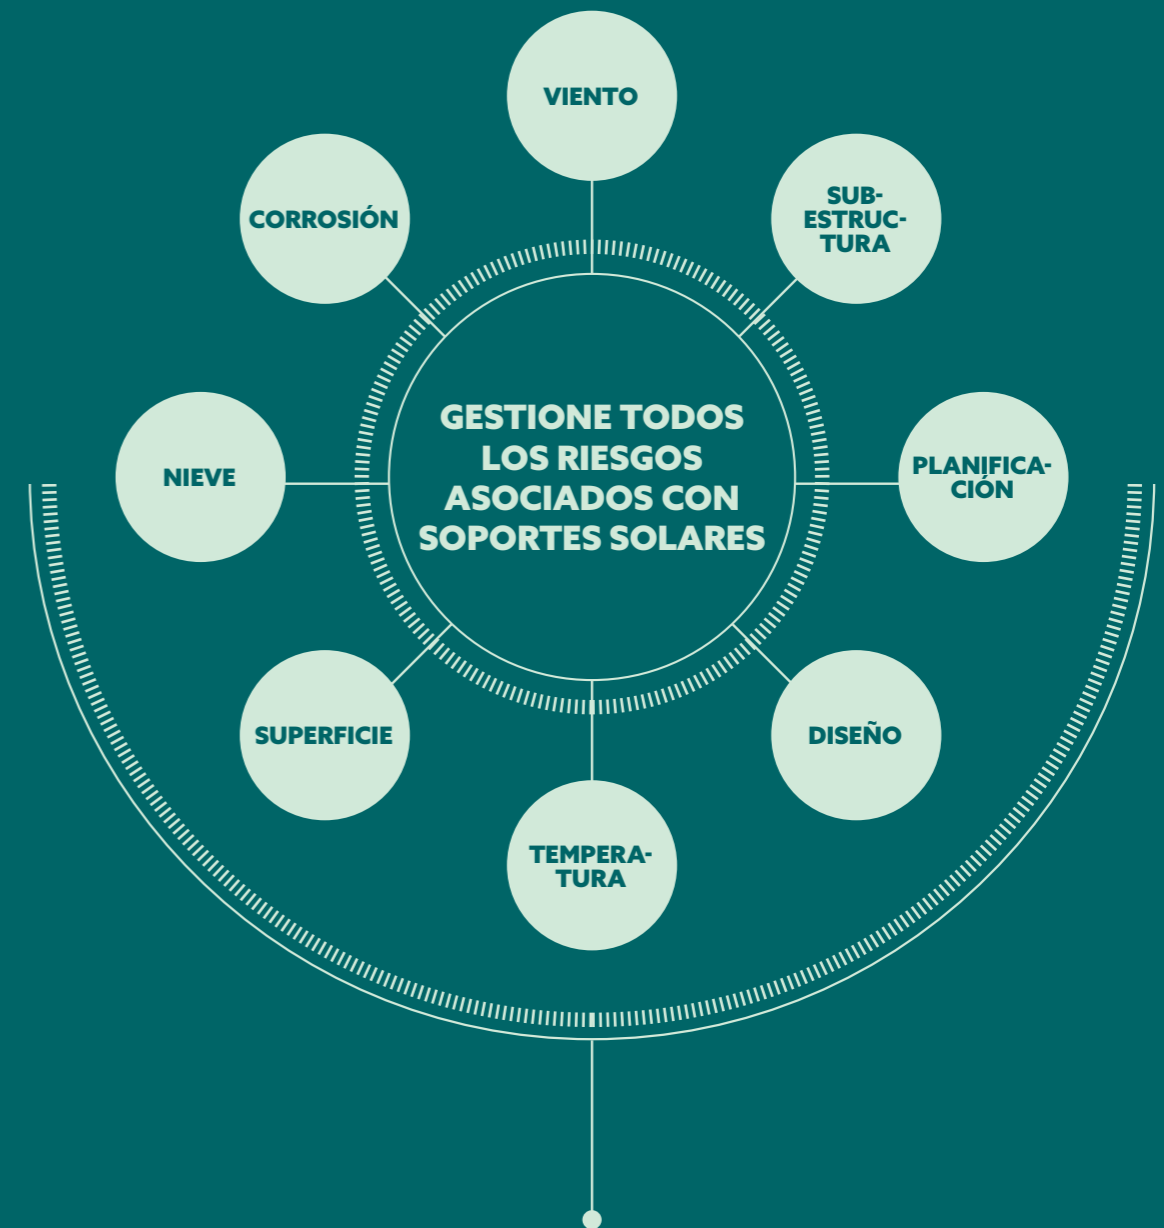 VIENTO
CORROSIÓN
SUB-
ESTRUC-
TURA
GESTIONE TODOS
LOS RIESGOS
ASOCIADOS CON
SOPORTES SOLARES
NIEVE
PLANIFICA-
CIÓN
SUPERFICIE
DISEÑO
TEMPERA-
TURA